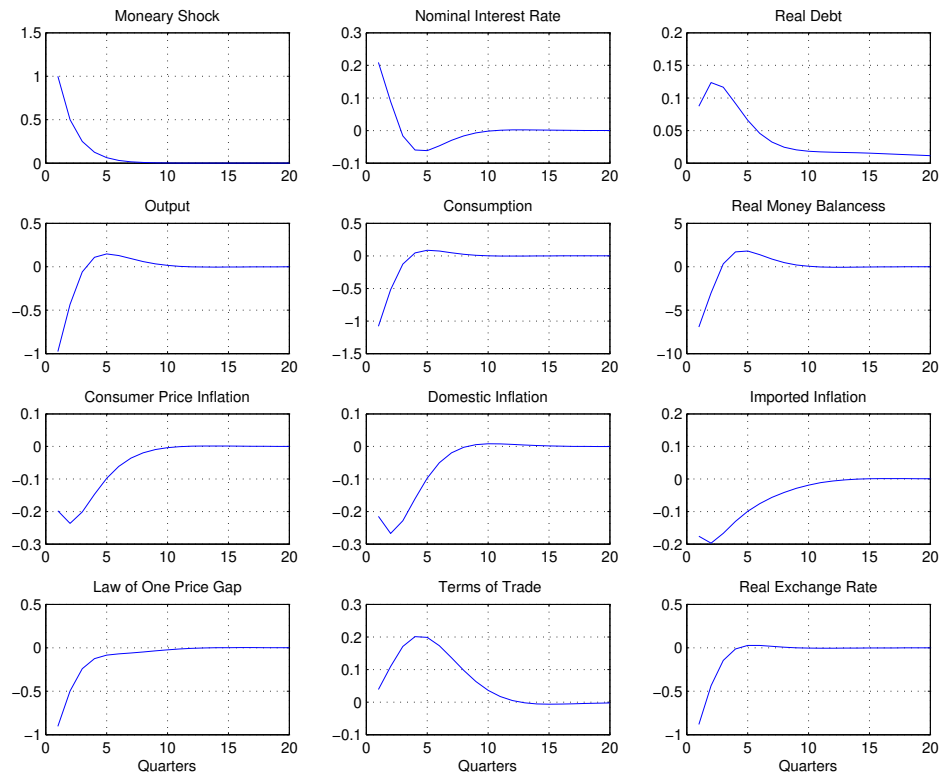 Moneary Shock
Nominal Interest Rate
Real Debt
1.5
1
0.5
0
0 5 10 15 20
0.3
0.2
0.1
0
−0.1
0 5 10 15 20
0.2
0.15
0.1
0.05
0
0 5 10 15 20
Output
Consumption
Real Money Balancess
0.5
0
−0.5
−1
0 5 10 15 20
0.5
0
−0.5
−1
−1.5
0 5 10 15 20
5
0
−5
−10
0 5 10 15 20
Consumer Price Inflation
Domestic Inflation
Imported Inflation
0.1
0
−0.1
−0.2
−0.3
0 5 10 15 20
0.1
0
−0.1
−0.2
−0.3
0 5 10 15 20
0.2
0.1
0
−0.1
−0.2
0 5 10 15 20
Law of One Price Gap
Terms of Trade
Real Exchange Rate
0.5
0
−0.5
−1
0 5 10 15 20
Quarters
0.3
0.2
0.1
0
−0.1
0 5 10 15 20
Quarters
0.5
0
−0.5
−1
0 5 10 15 20
Quarters